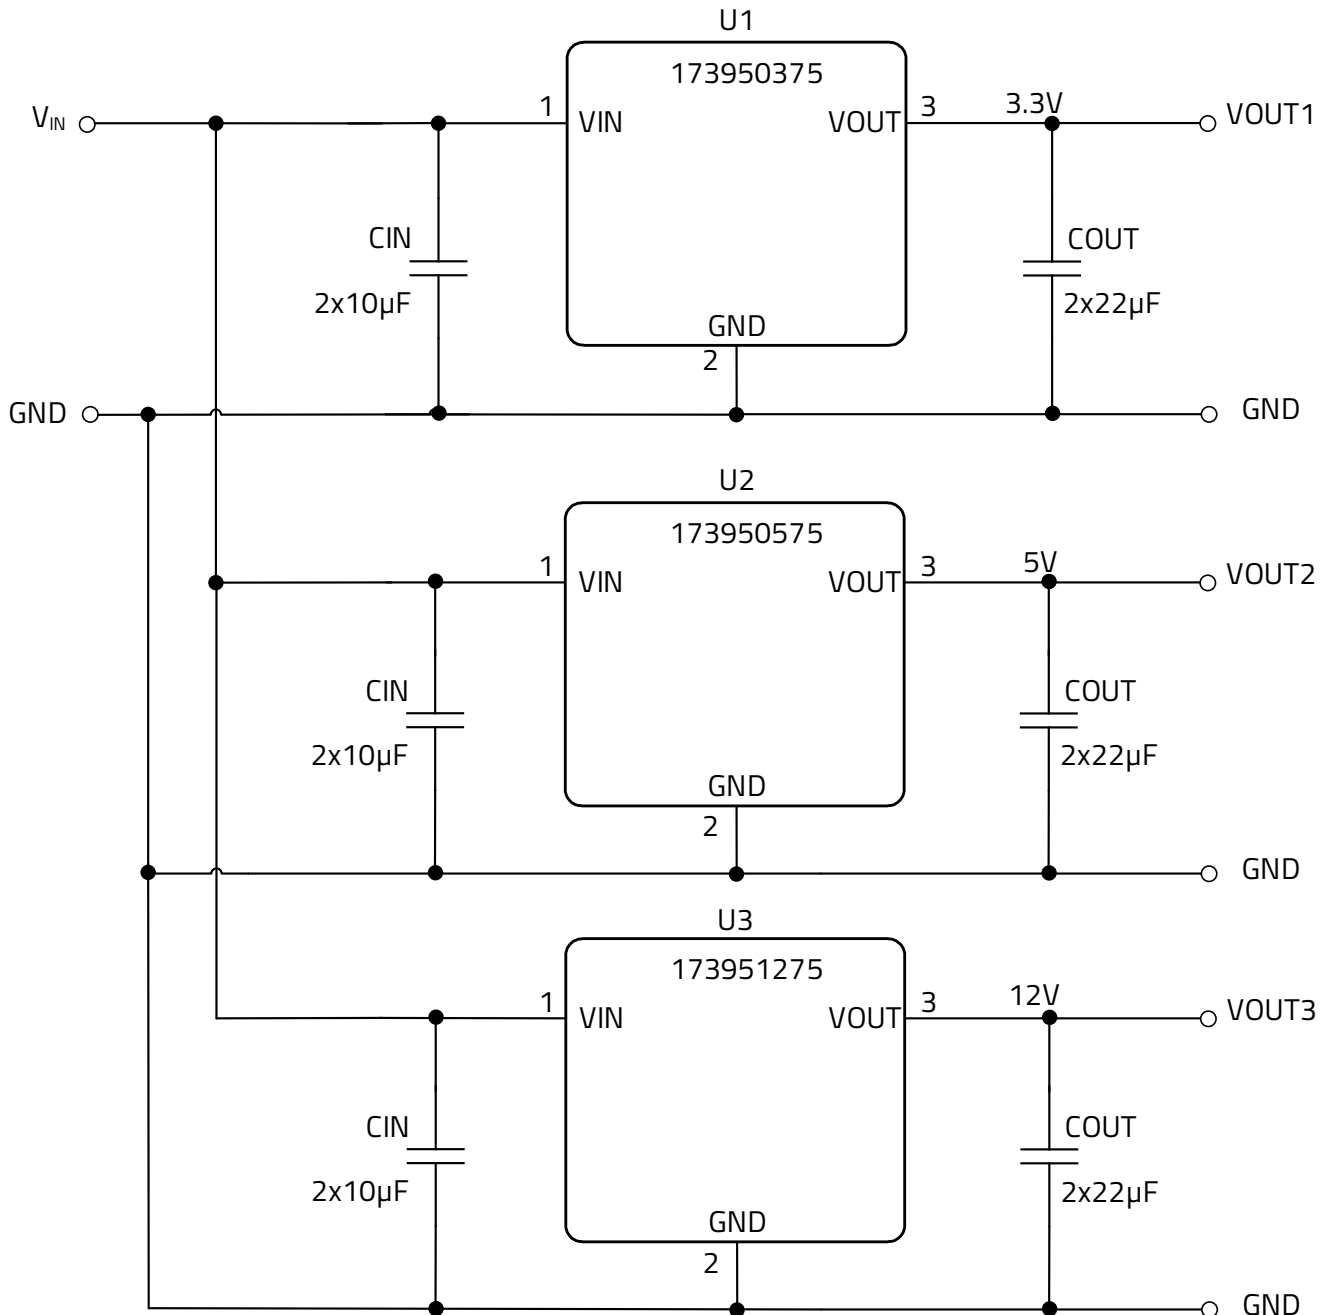 U1
173950375
VIN 1 VIN VOUT 3 3.3V VOUT1
CIN COUT
2x10µF 2x22µF
GND
2
GND GND
U2
173950575
1 VIN VOUT 3 5V VOUT2
CIN COUT
2x10µF 2x22µF
GND
2
GND
U3
173951275
1 VIN VOUT 3 12V VOUT3
CIN COUT
2x10µF 2x22µF
GND
2
GND